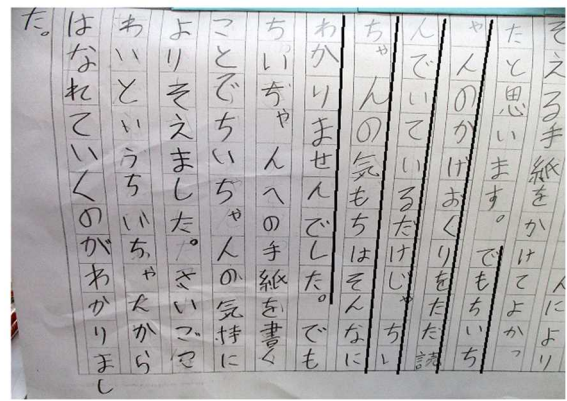 んにより
そえる手紙をかけてよかっ
たと思います。でもちいち
ゃんのかげおくりをただ読
んでいているだけじゃちい
ちゃんの気もちはそんなに
わかりませんでした。でも
ちいちゃんへの手紙を書く
ことでちいちゃんの気持に
よりそえました。さいご
わいというちいちゃんから
はなれていくのがわかりまし
た。